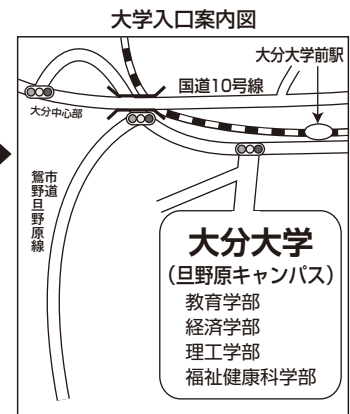 大学入口案内図
大分大学前駅
国道10号線
大分中心部
市道
鴛野旦野原線
大分大学
(旦野原キャンパス)
教育学部
経済学部
理工学部
福祉健康科学部